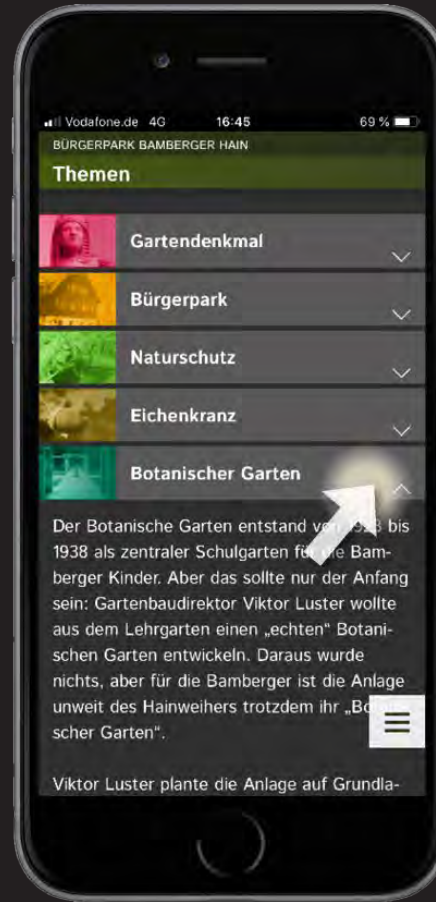 Vodafone.de 4G 16:45 69 %
BÜRGERPARK BAMBERGER HAIN
Themen
Gartendenkmal
Bürgerpark
Naturschutz
Eichenkranz
Botanischer Garten
Der Botanische Garten entstand bis
1938 als zentraler Schulgarten für die Bam-
berger Kinder. Aber das sollte nur der Anfang
sein: Gartenbaudirektor Viktor Luster wollte
aus dem Lehrgarten einen „echten“ Botani-
schen Garten entwickeln. Daraus wurde
nichts, aber für die Bamberger ist die Anlage
unweit des Hainweihers trotzdem ihr
scher Garten“.
Viktor Luster plante die Anlage auf Grundla-